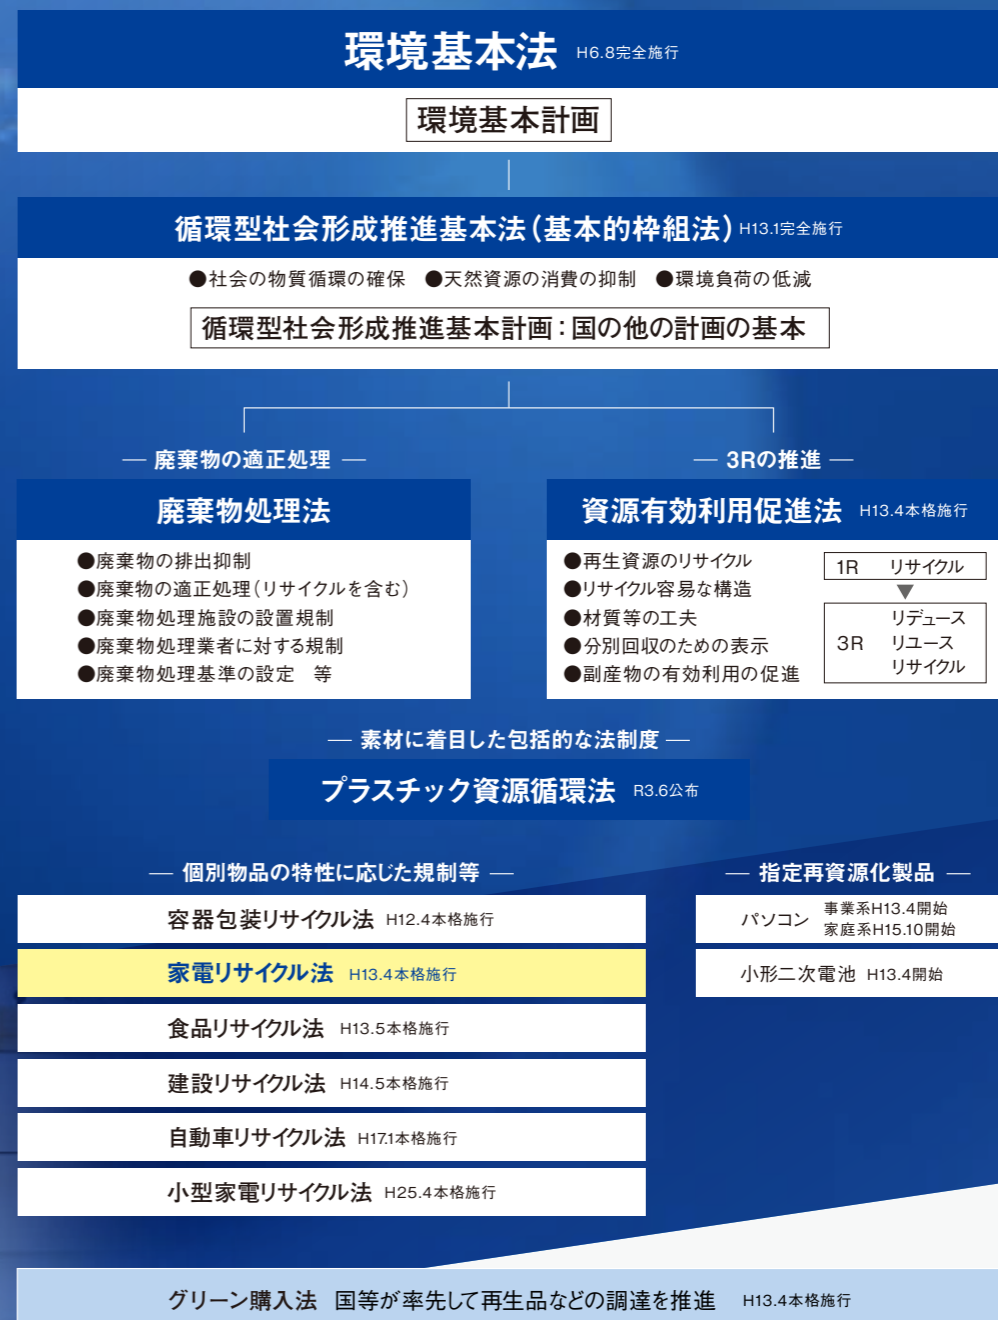 環境基本法 H6.8完全施行
環境基本計画
循環型社会形成推進基本法(基本的枠組法) H13.1完全施行
●社会の物質循環の確保 ●天然資源の消費の抑制 ●環境負荷の低減
循環型社会形成推進基本計画:国の他の計画の基本
— 廃棄物の適正処理 —
廃棄物処理法
●廃棄物の排出抑制
●廃棄物の適正処理(リサイクルを含む)
●廃棄物処理施設の設置規制
●廃棄物処理業者に対する規制
●廃棄物処理基準の設定 等
— 3Rの推進 —
資源有効利用促進法 H13.4本格施行
●再生資源のリサイクル
●リサイクル容易な構造
●材質等の工夫
●分別回収のための表示
●副産物の有効利用の促進
1R リサイクル
▼
3R リデュース
リユース
リサイクル
— 素材に着目した包括的な法制度 —
プラスチック資源循環法 R3.6公布
— 個別物品の特性に応じた規制等 —
容器包装リサイクル法 H12.4本格施行
家電リサイクル法 H13.4本格施行
食品リサイクル法 H13.5本格施行
建設リサイクル法 H14.5本格施行
自動車リサイクル法 H17.1本格施行
小型家電リサイクル法 H25.4本格施行
— 指定再資源化製品 —
パソコン 事業系H13.4開始
家庭系H15.10開始
小形二次電池 H13.4開始
グリーン購入法 国等が率先して再生品などの調達を推進 H13.4本格施行